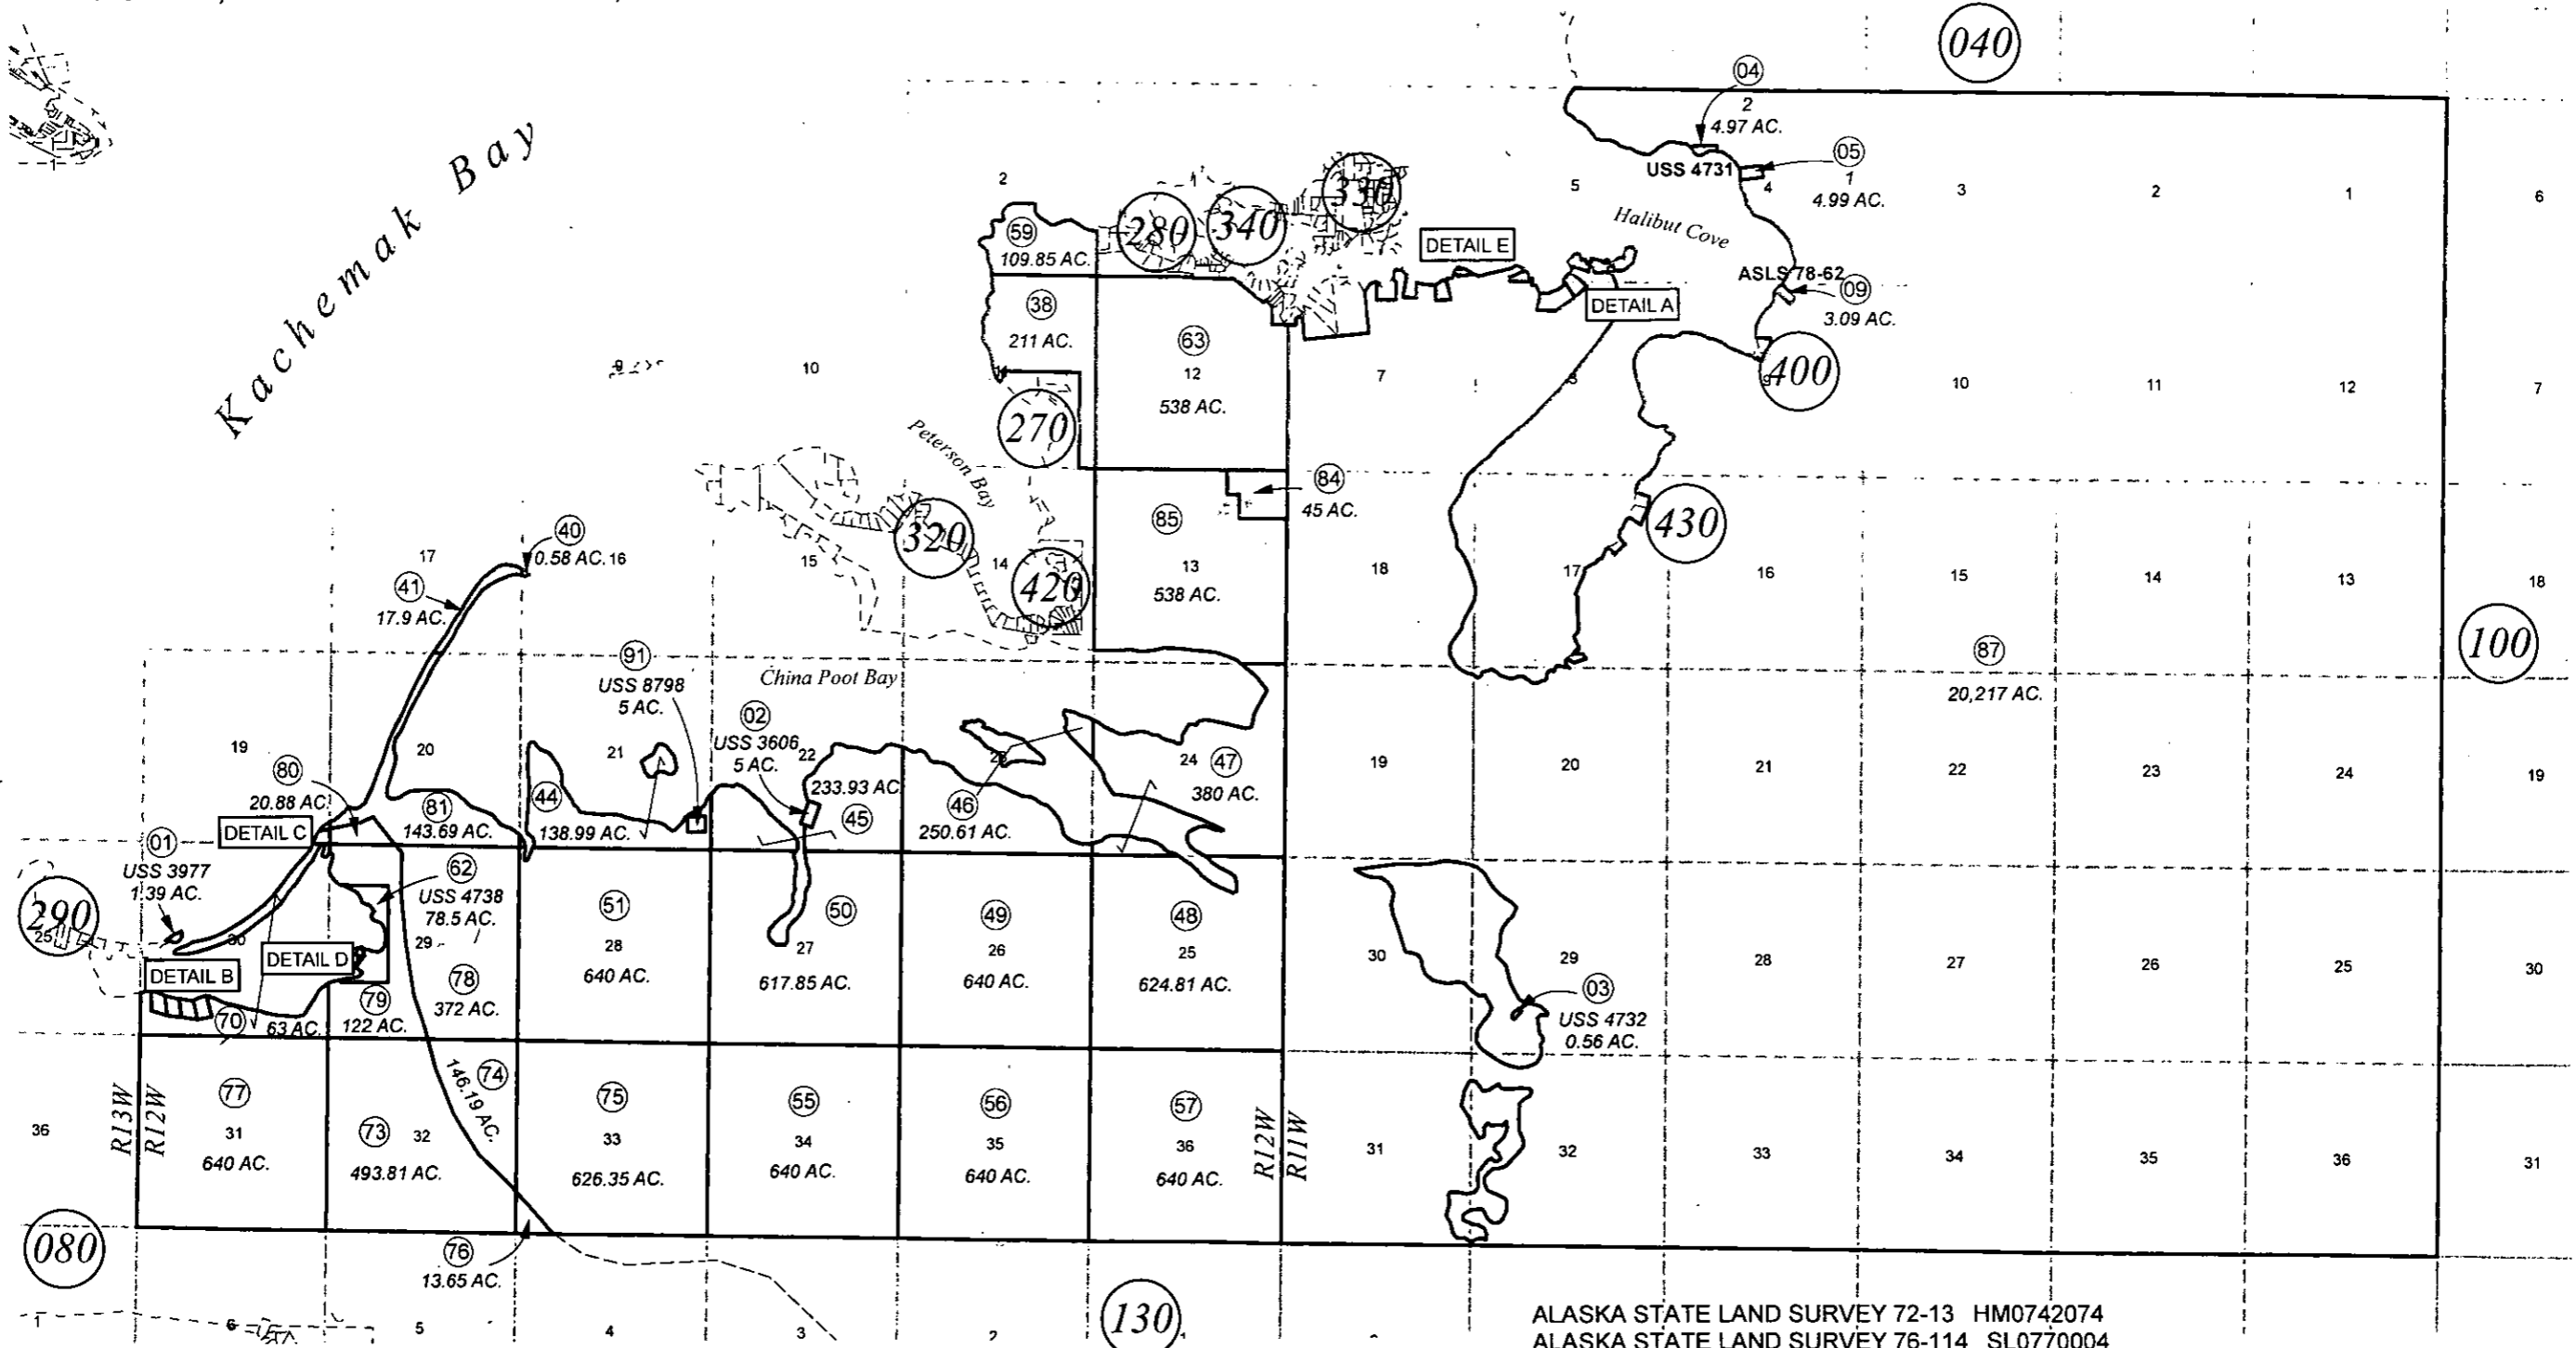 040
04
2
4.97 AC.
USS 4731
05
1
4.99 AC.
Kachemak Bay
2
59
109.85 AC.
280
340
330
DETAIL E
5
Halibut Cove
4
3
2
1
6
ASLS 78-62
09
3.09 AC.
DETAIL A
38
211 AC.
63
12
538 AC.
10
7
400
10
11
12
7
270
Peterson Bay
84
45 AC.
85
13
538 AC.
320
420
430
40
0.58 AC.
16
17
41
17.9 AC.
15
14
18
17
16
15
14
13
18
100
87
20,217 AC.
91
USS 8798
5 AC.
China Poot Bay
02
USS 3606
5 AC.
19
20
21
22
24
47
380 AC.
19
20
21
22
23
24
19
80
20.88 AC.
81
143.69 AC.
44
138.99 AC.
233.93 AC.
45
46
250.61 AC.
DETAIL C
01
USS 3977
1.39 AC.
62
USS 4738
78.5 AC.
290
25
30
DETAIL B
DETAIL D
29
78
372 AC.
79
122 AC.
70
63 AC.
51
28
640 AC.
50
27
617.85 AC.
49
26
640 AC.
48
25
624.81 AC.
30
29
28
27
26
25
30
03
USS 4732
0.56 AC.
R13W
R12W
36
77
31
640 AC.
73
32
493.81 AC.
74
146.19 AC.
75
33
626.35 AC.
55
34
640 AC.
56
35
640 AC.
57
36
640 AC.
R12W
R11W
31
32
33
34
35
36
31
080
76
13.65 AC.
130
1
6
5
4
3
2
1
ALASKA STATE LAND SURVEY 72-13 HM0742074
ALASKA STATE LAND SURVEY 76-114 SL0770004